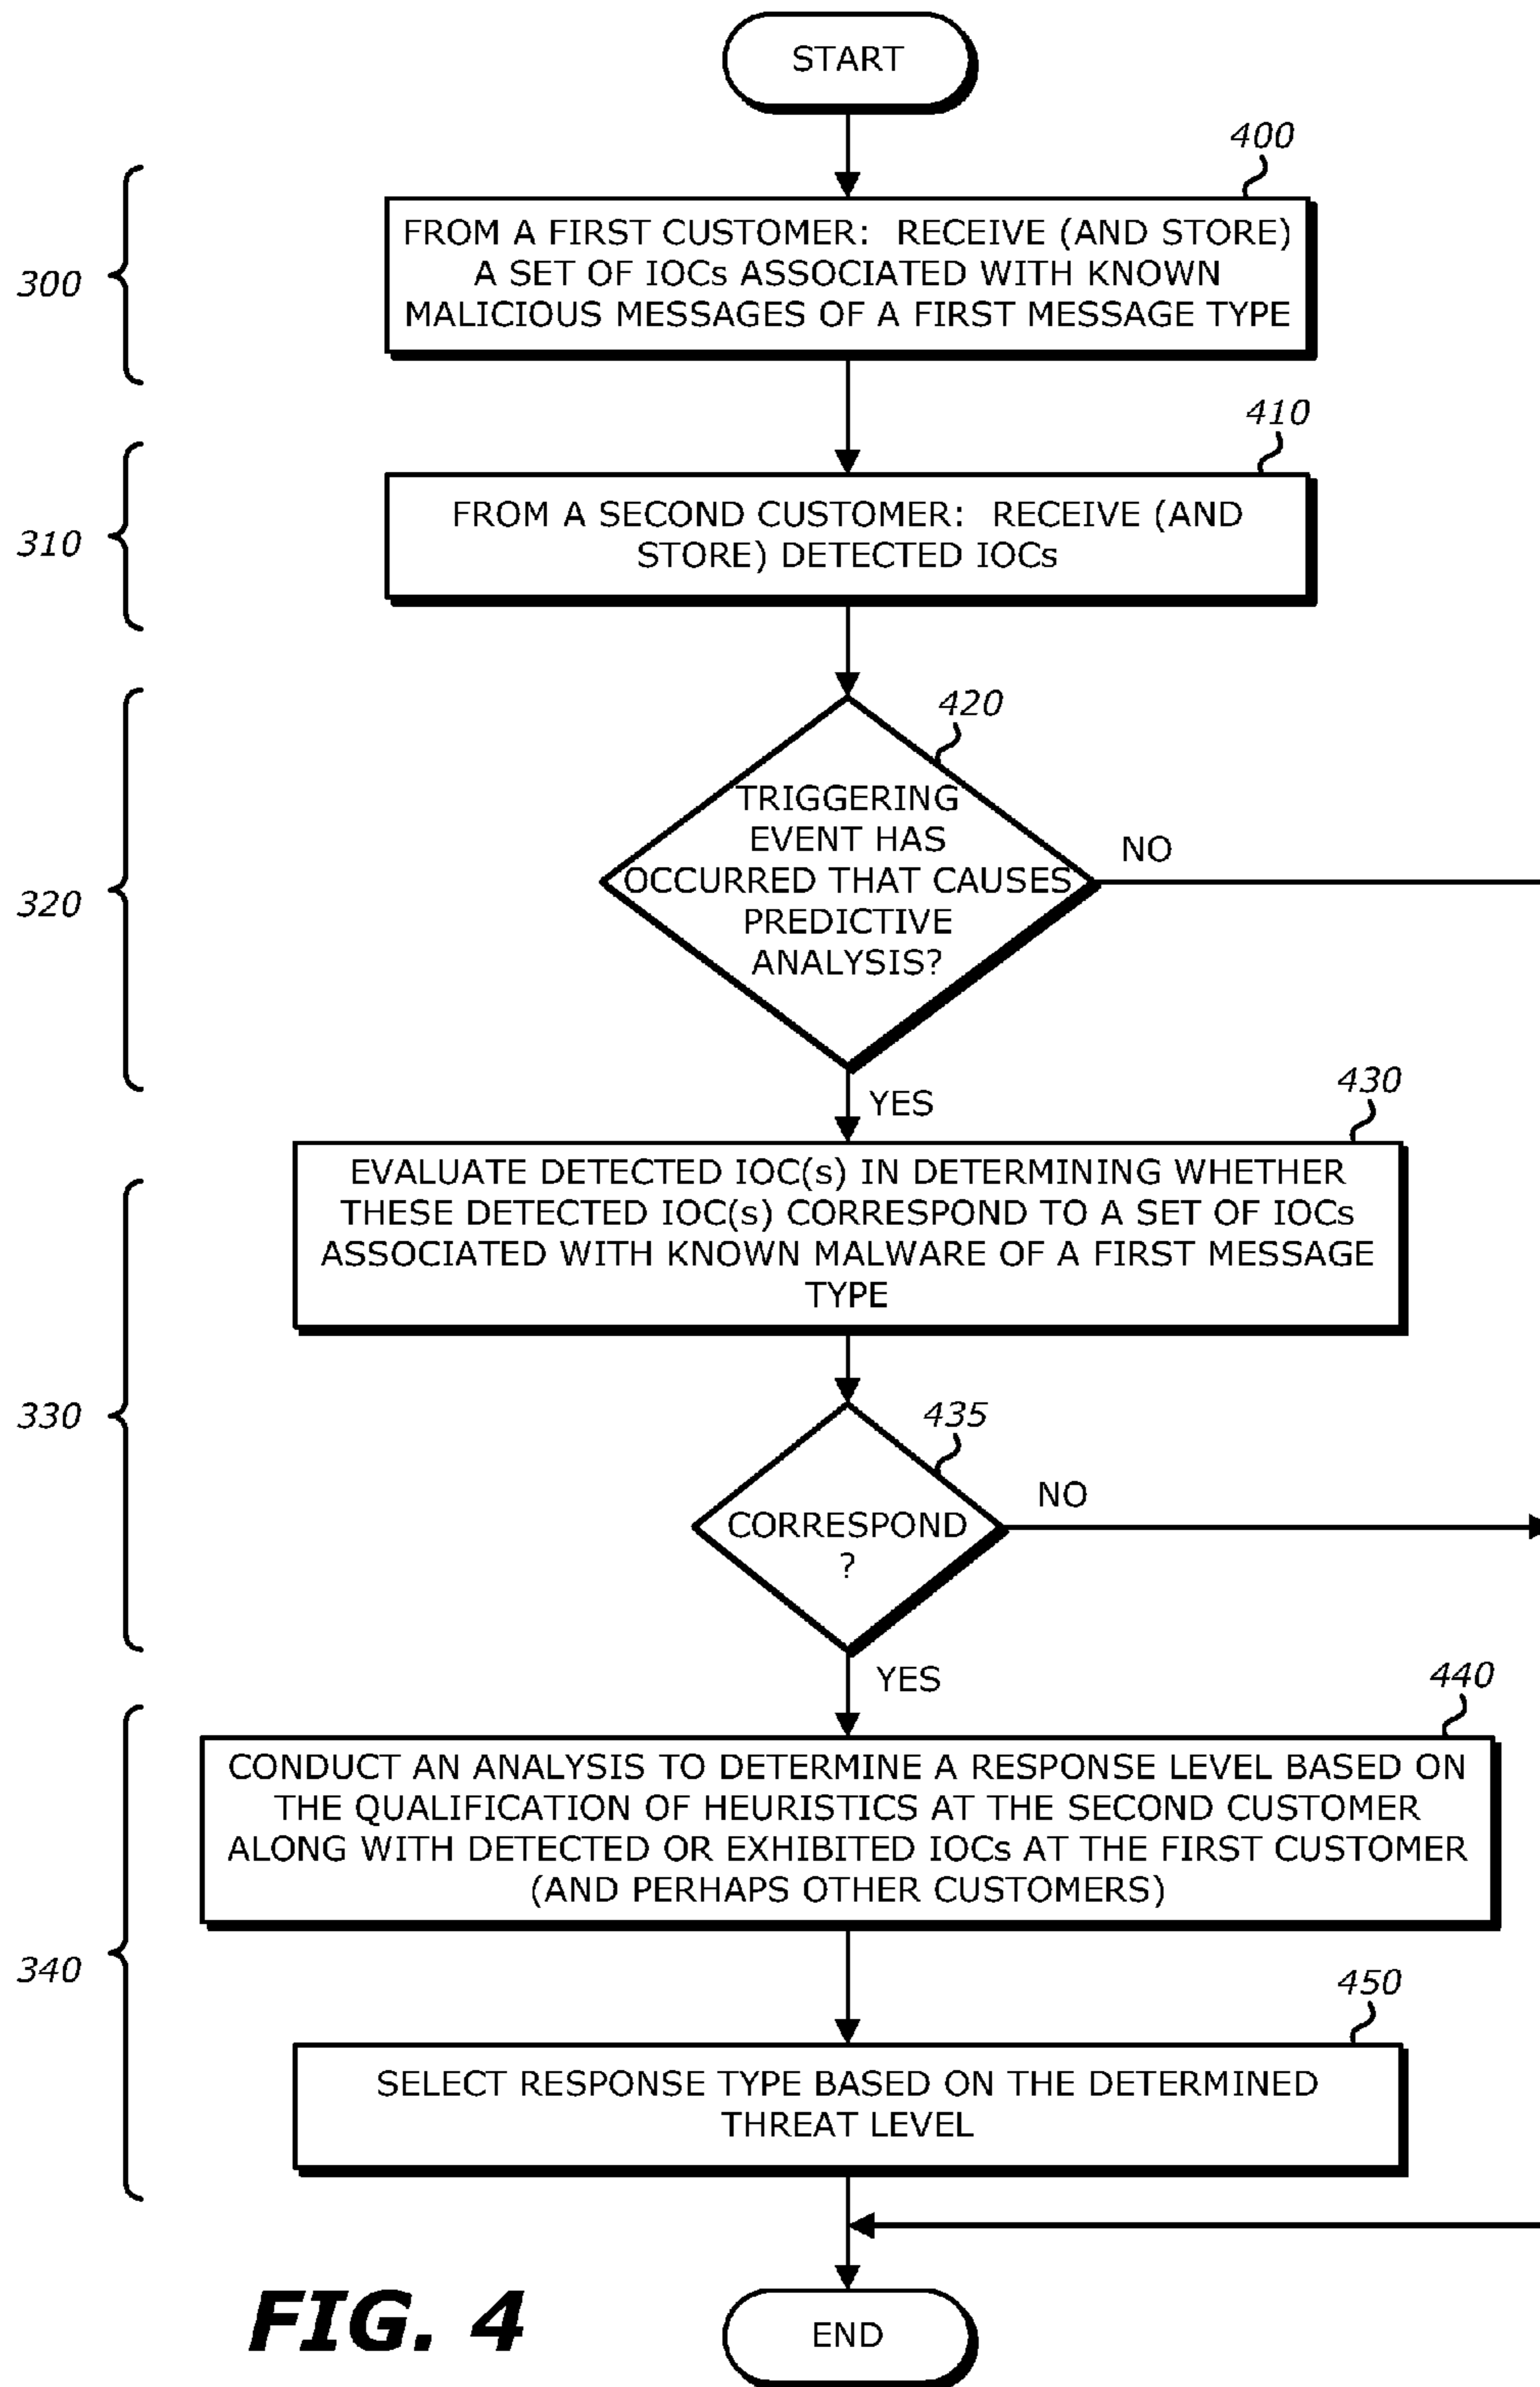 START
400
300
FROM A FIRST CUSTOMER: RECEIVE (AND STORE)
A SET OF IOCs ASSOCIATED WITH KNOWN
MALICIOUS MESSAGES OF A FIRST MESSAGE TYPE
410
310
FROM A SECOND CUSTOMER: RECEIVE (AND
STORE) DETECTED IOCs
420
320
TRIGGERING
EVENT HAS
OCCURRED THAT CAUSES
PREDICTIVE
ANALYSIS?
NO
YES
430
EVALUATE DETECTED IOC(s) IN DETERMINING WHETHER
THESE DETECTED IOC(s) CORRESPOND TO A SET OF IOCs
ASSOCIATED WITH KNOWN MALWARE OF A FIRST MESSAGE
TYPE
330
435
CORRESPOND
?
NO
YES
440
CONDUCT AN ANALYSIS TO DETERMINE A RESPONSE LEVEL BASED ON
THE QUALIFICATION OF HEURISTICS AT THE SECOND CUSTOMER
ALONG WITH DETECTED OR EXHIBITED IOCs AT THE FIRST CUSTOMER
(AND PERHAPS OTHER CUSTOMERS)
340
450
SELECT RESPONSE TYPE BASED ON THE DETERMINED
THREAT LEVEL
FIG. 4
END